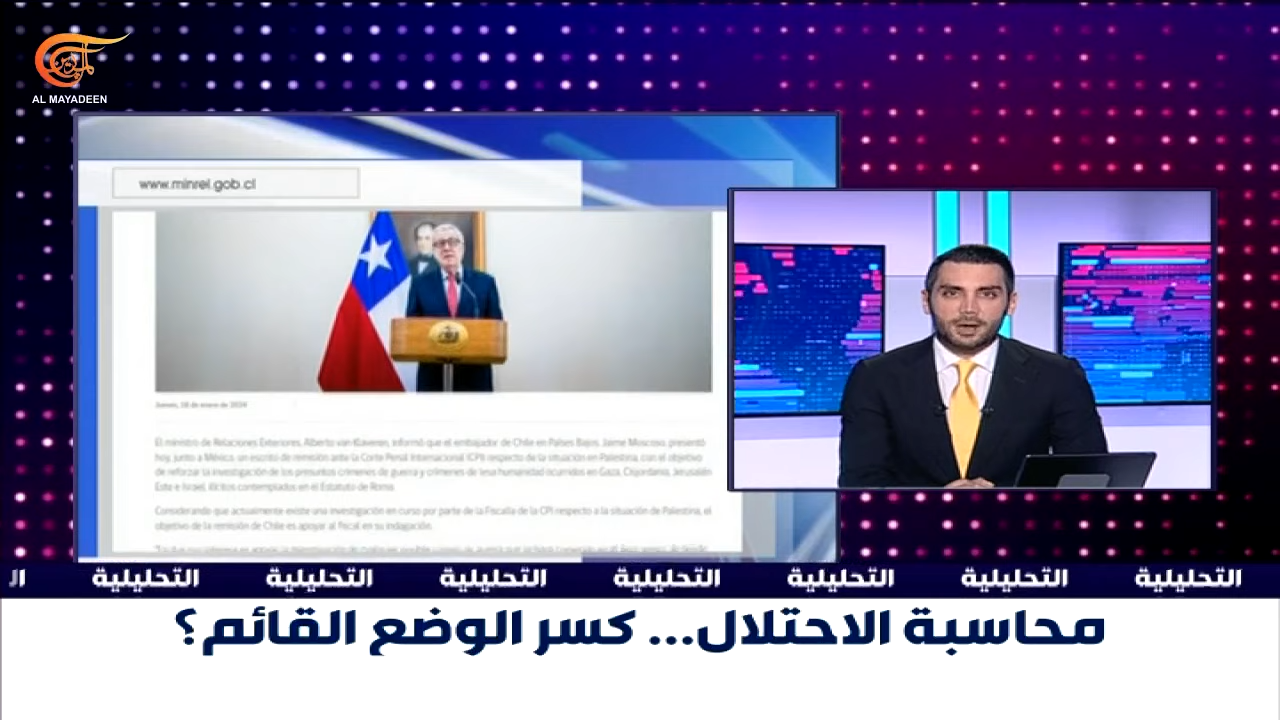 AL MAYADEEN
www.minrel.gob.cl
Jueves, 18 de enero de 2024
El ministro de Relaciones Exteriores, Alberto van Klaveren, informó que el embajador de Chile en Países Bajos, Jaime Moscoso, presentó
hoy, junto a México, un escrito de remisión ante la Corte Penal Internacional (CPI) respecto de la situación en Palestina, con el objetivo
de reforzar la investigación de los presuntos crímenes de guerra y crímenes de lesa humanidad ocurridos en Gaza, Cisjordania, Jerusalén
Este e Israel, ilícitos contemplados en el Estatuto de Roma.
Considerando que actualmente existe una investigación en curso por parte de la Fiscalía de la CPI respecto a la situación de Palestina, el
objetivo de la remisión de Chile es apoyar al fiscal en su indagación.
التحليلية التحليلية التحليلية التحليلية التحليلية التحليلية التحليلية ال
محاسبة الاحتلال... كسر الوضع القائم؟